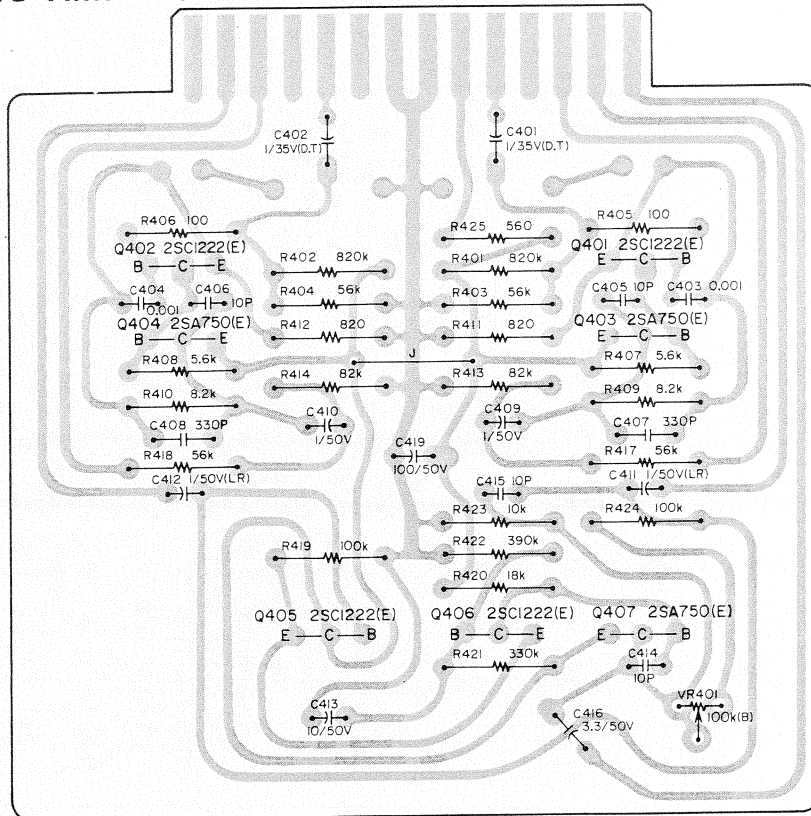 C402
1/35V(D.T)
C401
1/35V(D.T)
R406 100
Q402 2SC1222(E)
B C E
R425 560
R405 100
Q401 2SC1222(E)
E C B
R402 820k
R401 820k
C404
0.001
C406
10P
R404 56k
R403 56k
C405 10P
C403 0.001
Q404 2SA750(E)
B C E
R412 820
R411 820
Q403 2SA750(E)
E C B
J
R408 5.6k
R407 5.6k
R414 82k
R413 82k
R410 8.2k
R409 8.2k
C410
1/50V
C409
1/50V
C408 330P
C407 330P
C419
100/50V
R418 56k
R417 56k
C412 1/50V(LR)
C415 10P
C411 1/50V(LR)
R423 10k
R424 100k
R419 100k
R422 390k
R420 18k
Q405 2SC1222(E)
E C B
Q406 2SC1222(E)
B C E
Q407 2SA750(E)
E C B
R421 330k
C414
10P
C413
10/50V
C416
3.3/50V
VR401
100k(B)